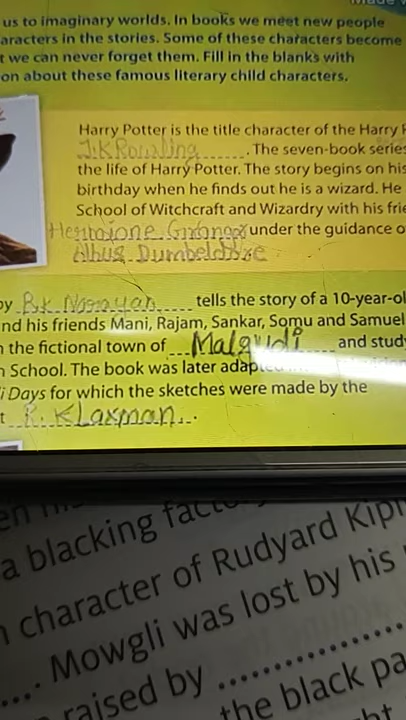 us to imaginary worlds. In books we meet new people
aracters in the stories. Some of these characters become
t we can never forget them. Fill in the blanks with
on about these famous literary child characters.
Harry Potter is the title character of the Harry P
J.K Rowling. The seven-book series
the life of Harry Potter. The story begins on his
birthday when he finds out he is a wizard. He
School of Witchcraft and Wizardry with his frie
Hermoine Granger under the guidance o
Albus Dumbeldore
by R.K Narayan tells the story of a 10-year-ol
nd his friends Mani, Rajam, Sankar, Somu and Samuel
n the fictional town of Malgudi and study
n School. The book was later adapte
i Days for which the sketches were made by the
t R. K Laxman.
a blacking facto
character of Rudyard Kipl
.... Mowgli was lost by his
raised by ..................
the black pa